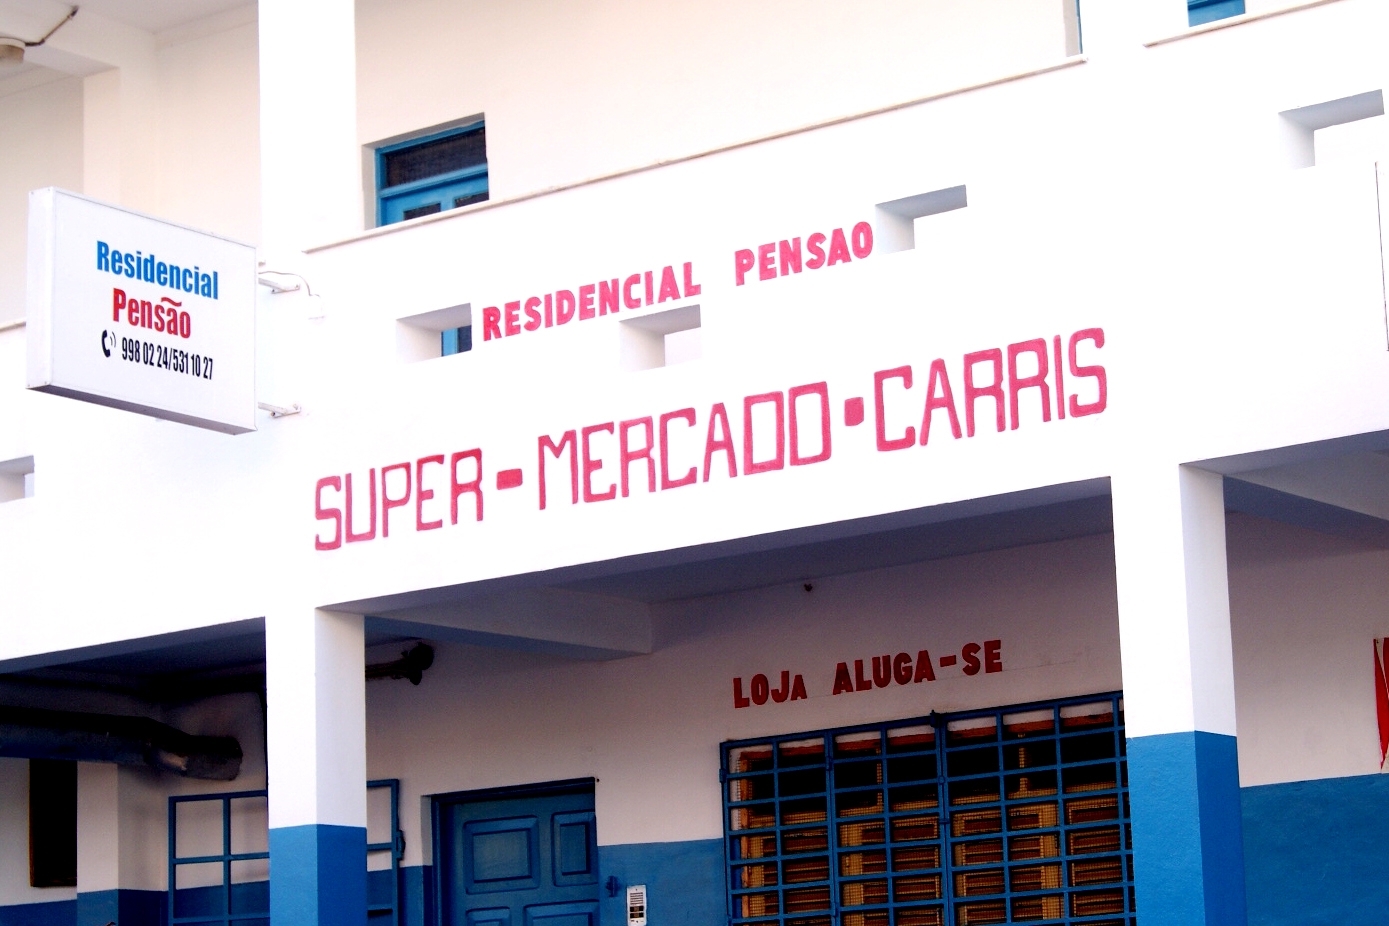 Residencial
Pensão
998 02 24/531 10 27
RESIDENCIAL PENSAO
SUPER-MERCADO·CARRIS
LOJA ALUGA-SE